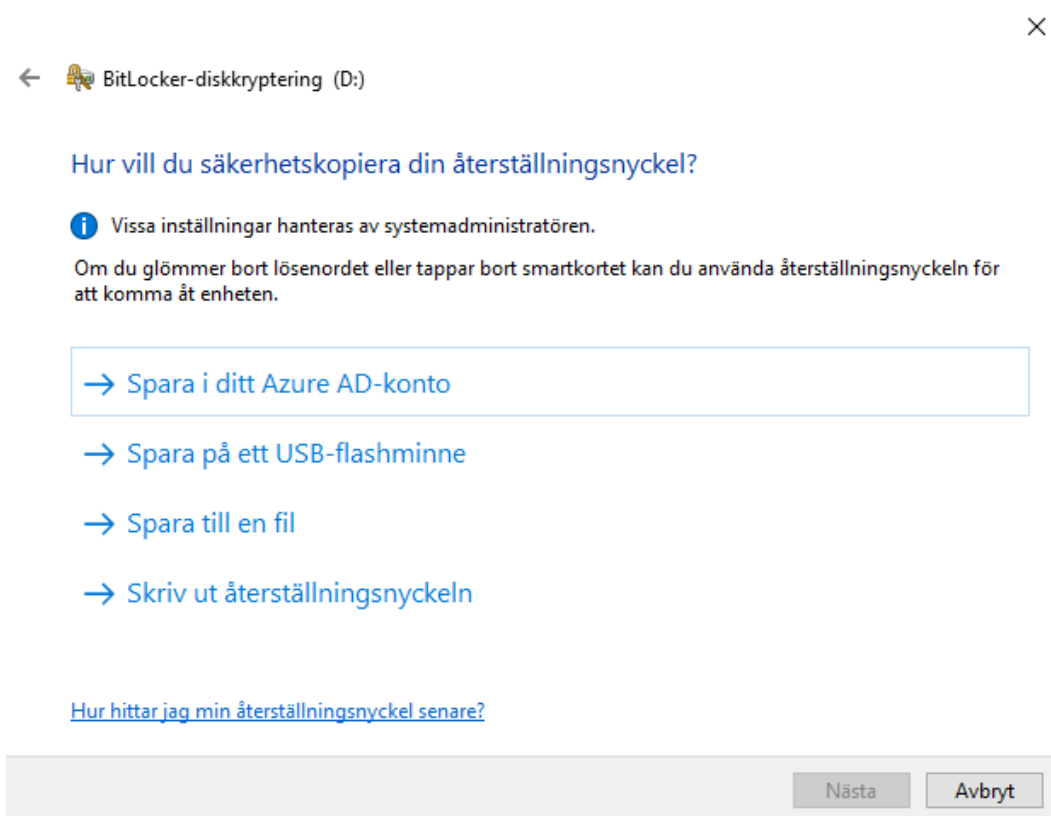 BitLocker-diskkryptering (D:)
Hur vill du säkerhetskopiera din återställningsnyckel?
Vissa inställningar hanteras av systemadministratören.
Om du glömmer bort lösenordet eller tappar bort smartkortet kan du använda återställningsnyckeln för
att komma åt enheten.
Spara i ditt Azure AD-konto
Spara på ett USB-flashminne
Spara till en fil
Skriv ut återställningsnyckeln
Hur hittar jag min återställningsnyckel senare?
Nästa Avbryt